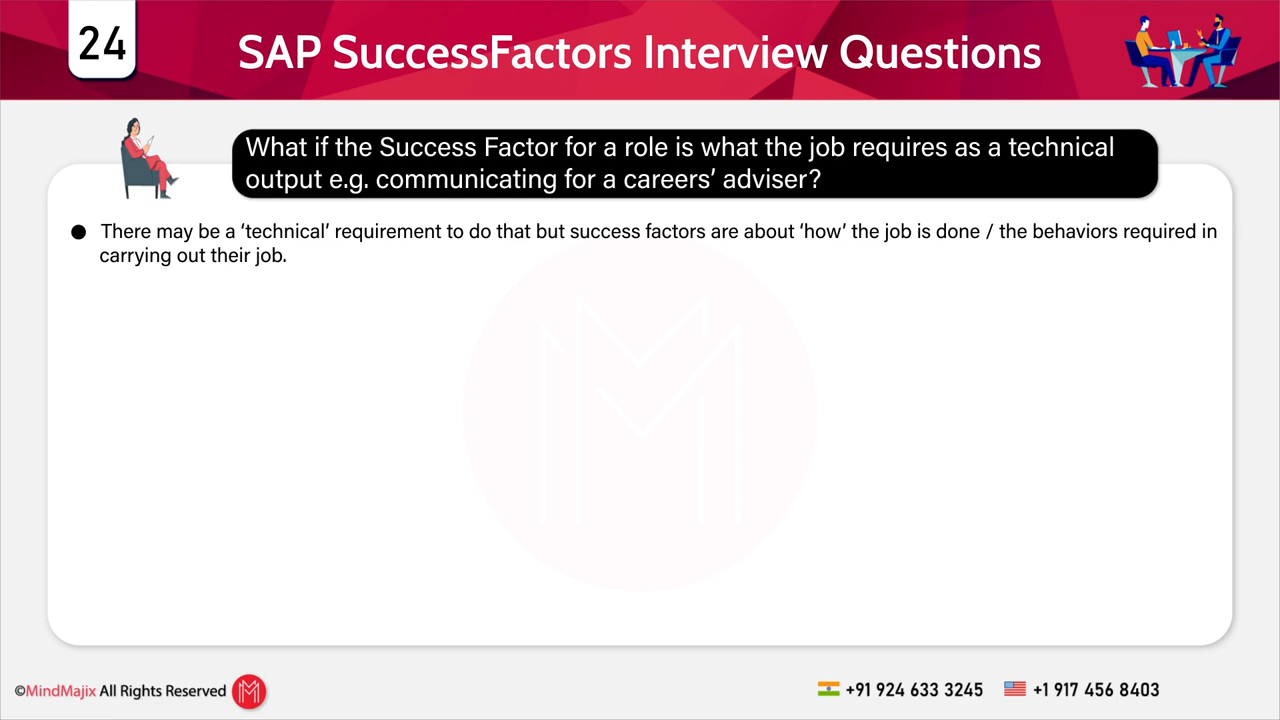 24
SAP SuccessFactors Interview Questions
What if the Success Factor for a role is what the job requires as a technical
output e.g. communicating for a careers’ adviser?
● There may be a ‘technical’ requirement to do that but success factors are about ‘how’ the job is done / the behaviors required in
carrying out their job.
©MindMajix All Rights Reserved
+91 924 633 3245
+1 917 456 8403